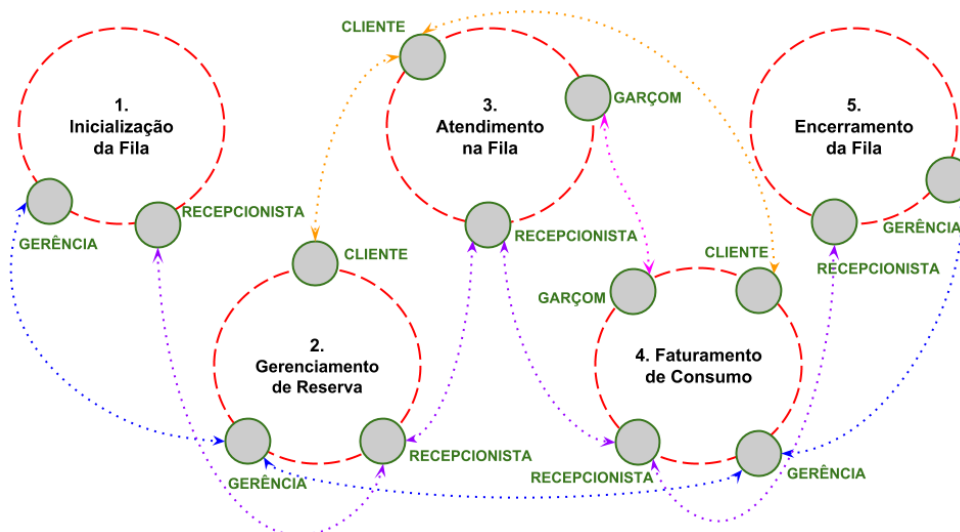 CLIENTE
1.
Inicialização
da Fila
3.
Atendimento
na Fila
GARÇOM
5.
Encerramento
da Fila
RECEPCIONISTA
GERÊNCIA
RECEPCIONISTA
GERÊNCIA
CLIENTE
RECEPCIONISTA
GARÇOM
CLIENTE
2.
Gerenciamento
de Reserva
4. Faturamento
de Consumo
RECEPCIONISTA
GERÊNCIA
RECEPCIONISTA
GERÊNCIA